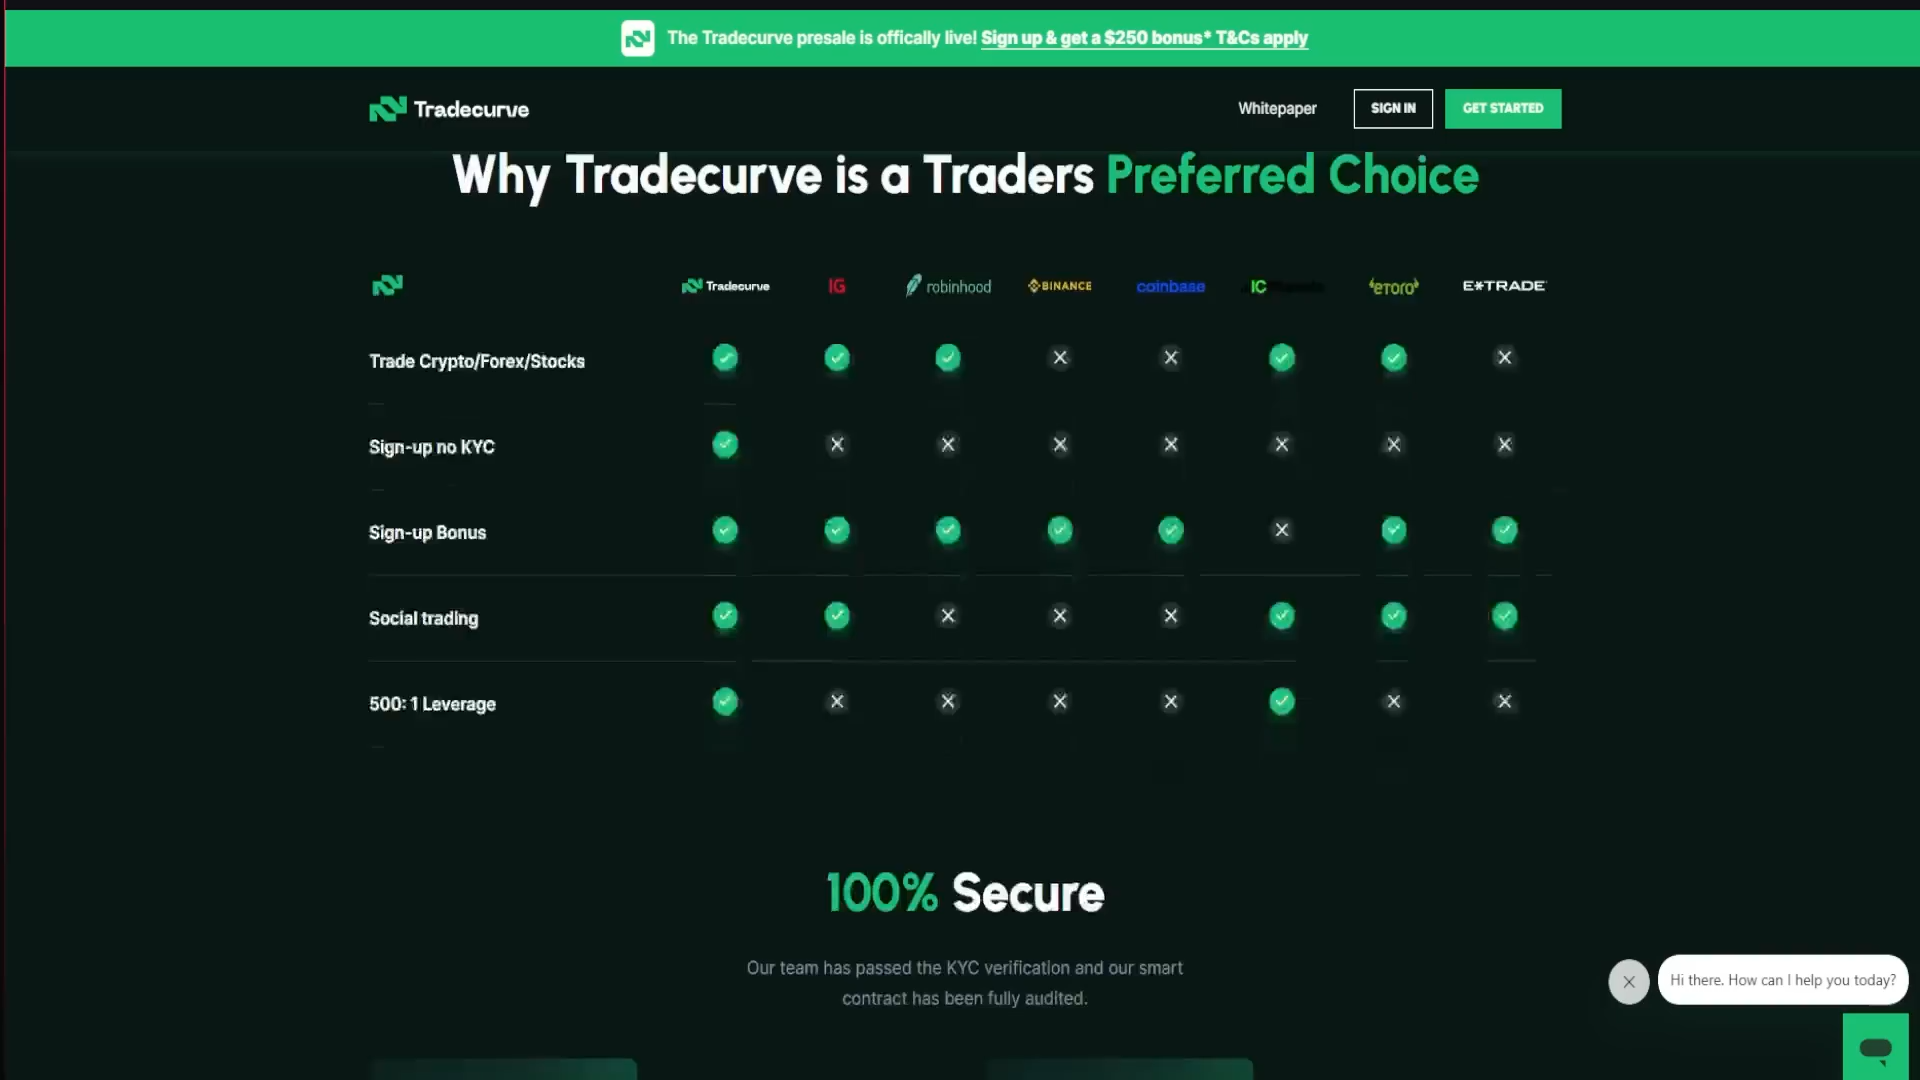 The Tradecurve presale is offically live! Sign up & get a $250 bonus* T&Cs apply
Tradecurve
Whitepaper
SIGN IN
GET STARTED
Why Tradecurve is a Traders Preferred Choice
Tradecurve
IG
robinhood
BINANCE
coinbase
IC
eToro
E*TRADE
Trade Crypto/Forex/Stocks
Sign-up no KYC
Sign-up Bonus
Social trading
500:1 Leverage
100% Secure
Our team has passed the KYC verification and our smart
contract has been fully audited.
Hi there. How can I help you today?